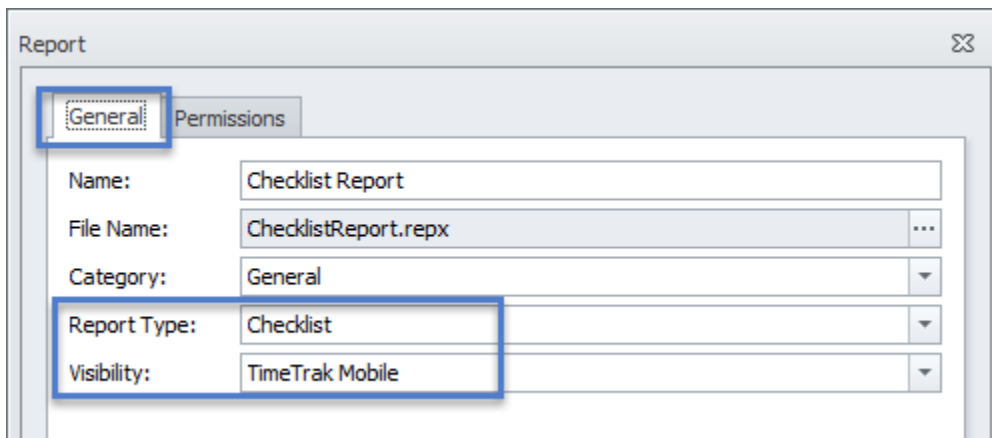 Report
General Permissions
Name: Checklist Report
File Name: ChecklistReport.repx ...
Category: General
Report Type: Checklist
Visibility: TimeTrak Mobile